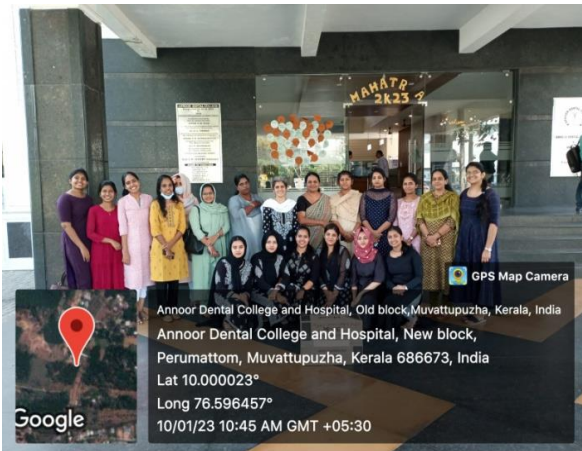 MAHATR A
2K23
GPS Map Camera
Annoor Dental College and Hospital, Old block,Muvattupuzha, Kerala, India
Annoor Dental College and Hospital, New block,
Perumattom, Muvattupuzha, Kerala 686673, India
Lat 10.000023°
Long 76.596457°
10/01/23 10:45 AM GMT +05:30
Google